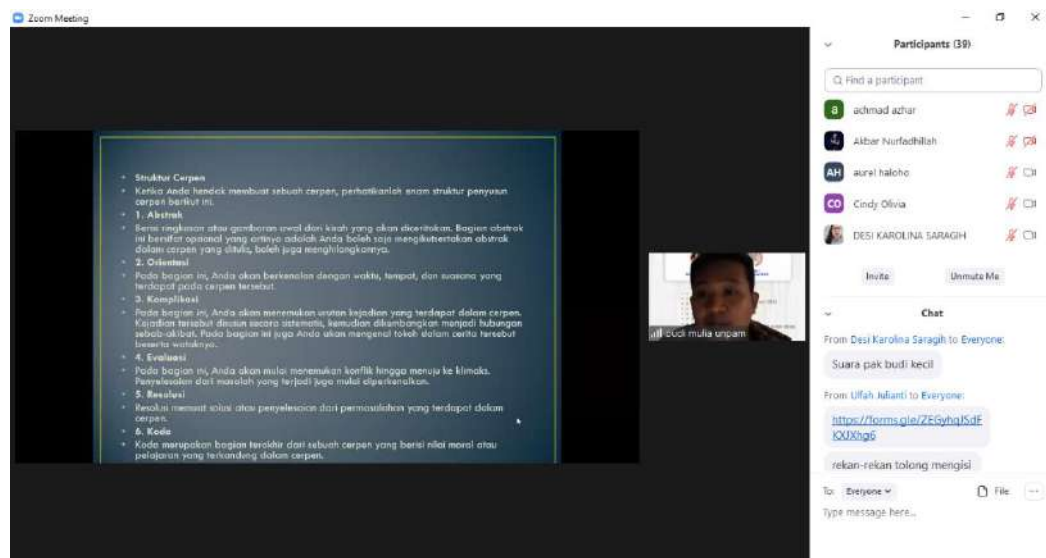 Zoom Meeting
Struktur Cerpen
Ketika Anda hendak membuat sebuah cerpen, perhatikanlah enam struktur penyusun
cerpen berikut ini.
1. Abstrak
Berisi ringkasan atau gambaran awal dari kisah yang akan diceritakan. Bagian abstrak
ini bersifat opsional yang artinya adalah Anda boleh saja mengikutsertakan abstrak
dalam cerpen yang ditulis, boleh juga menghilangkannya.
2. Orientasi
Pada bagian ini, Anda akan berkenalan dengan waktu, tempat, dan suasana yang
terdapat pada cerpen tersebut.
3. Komplikasi
Pada bagian ini, Anda akan menemukan urutan kejadian yang terdapat dalam cerpen.
Kejadian tersebut disusun secara sistematis, kemudian dikembangkan menjadi hubungan
sebab-akibat. Pada bagian ini juga Anda akan mengenal tokoh dalam cerita tersebut
beserta wataknya.
4. Evaluasi
Pada bagian ini, Anda akan mulai menemukan konflik hingga menuju ke klimaks.
Penyelesaian dari masalah yang terjadi juga mulai diperkenalkan.
5. Resolusi
Resolusi memuat solusi atau penyelesaian dari permasalahan yang terdapat dalam
cerpen.
6. Koda
Koda merupakan bagian terakhir dari sebuah cerpen yang berisi nilai moral atau
pelajaran yang terkandung dalam cerpen.
budi mulia unpam
Participants (39)
Find a participant
a achmad azhar
Akbar Nurfadhillah
AH aurel haloho
CO Cindy Olivia
DESI KAROLINA SARAGIH
Invite Unmute Me
Chat
From Desi Karolina Saragih to Everyone:
Suara pak budi kecil
From Ulfah Julianti to Everyone:
https://forms.gle/
rekan-rekan tolong mengisi
To: Everyone File
Type message here...